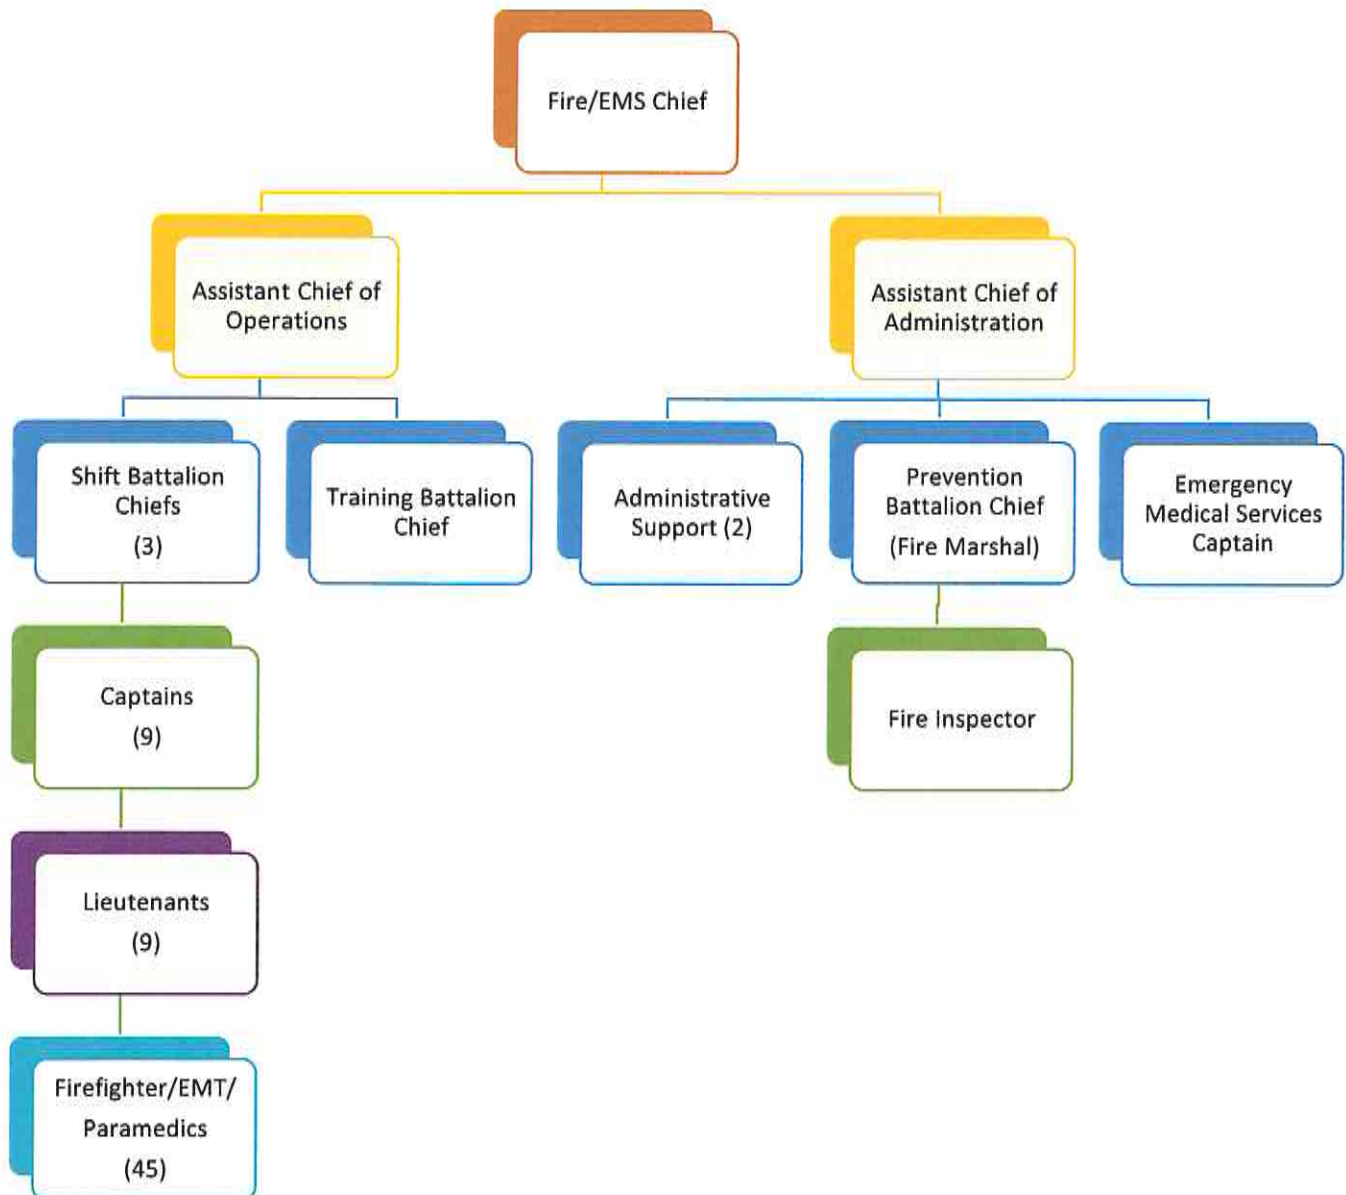 Fire/EMS Chief
Assistant Chief of
Operations
Assistant Chief of
Administration
Shift Battalion
Chiefs
(3)
Training Battalion
Chief
Administrative
Support (2)
Prevention
Battalion Chief
(Fire Marshal)
Emergency
Medical Services
Captain
Captains
(9)
Fire Inspector
Lieutenants
(9)
Firefighter/EMT/
Paramedics
(45)